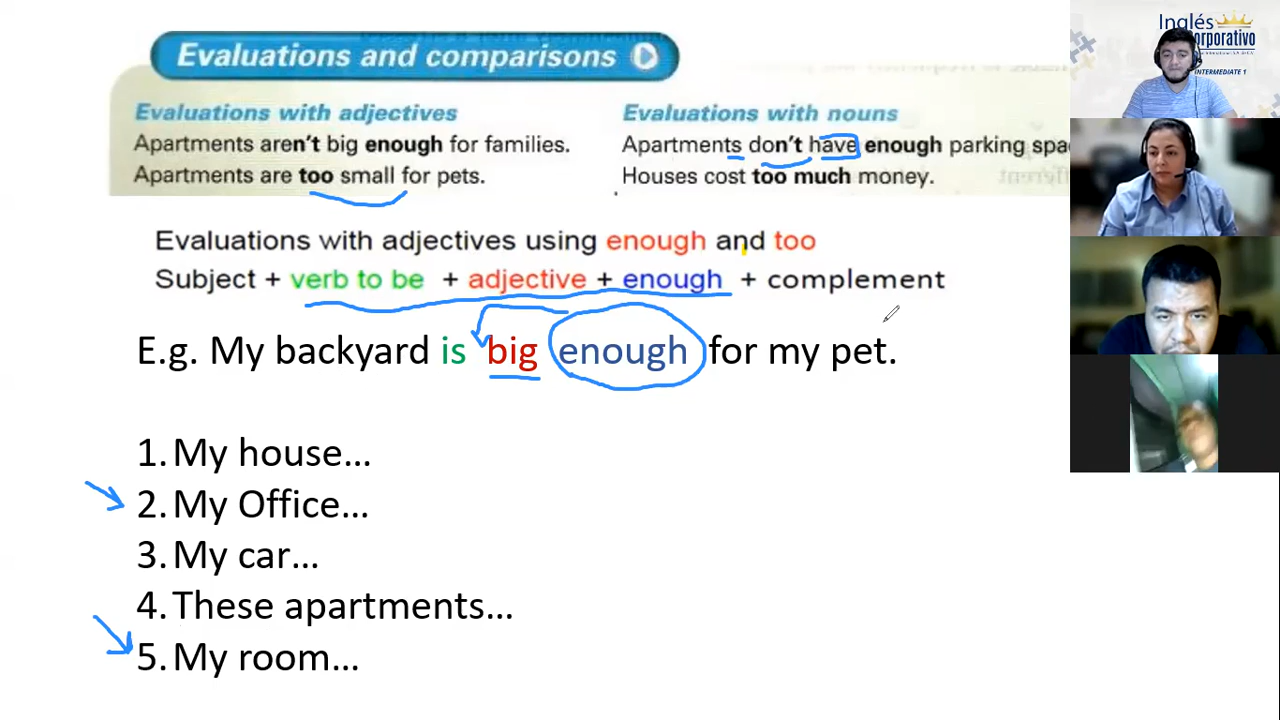 Evaluations and comparisons
Evaluations with adjectives
Apartments aren't big enough for families.
Apartments are too small for pets.
Evaluations with nouns
Apartments don't have enough parking spa
Houses cost too much money.
Evaluations with adjectives using enough and too
Subject + verb to be + adjective + enough + complement
E.g. My backyard is big enough for my pet.
1. My house…
2. My Office…
3. My car…
4. These apartments…
5. My room…
Inglés
orporativo
INTERMEDIATE 1